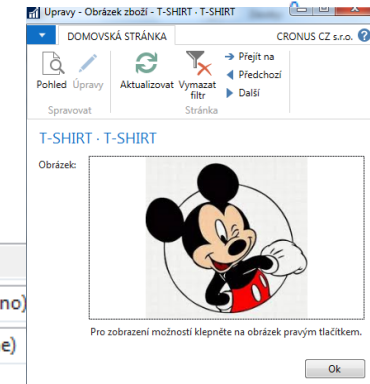 Úpravy - Obrázek zboží - T-SHIRT · T-SHIRT
DOMOVSKÁ STRÁNKA
CRONUS CZ s.r.o.
Pohled
Úpravy
Aktualizovat
Vymazat filtr
Přejít na
Předchozí
Další
Spravovat
Stránka
T-SHIRT · T-SHIRT
Obrázek:
no)
e)
Pro zobrazení možností klepněte na obrázek pravým tlačítkem.
Ok